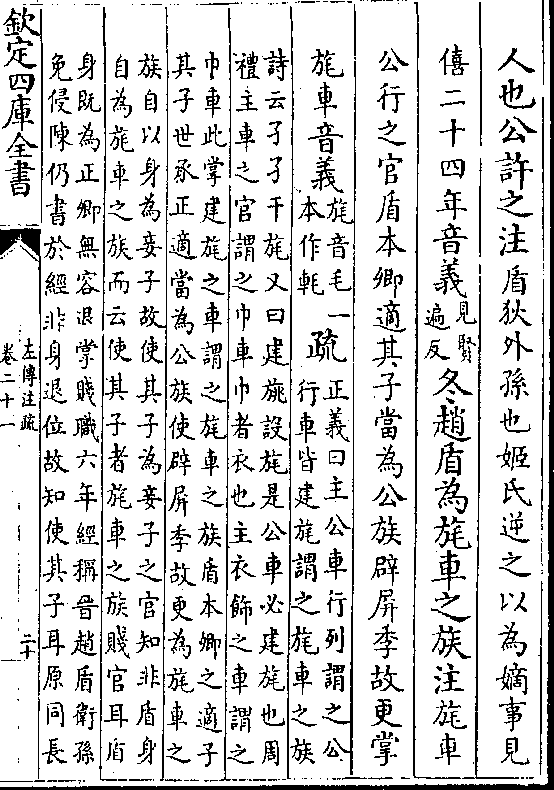 人也公許之注盾狄外孫也姬氏逆之以為嫡事見
僖二十四年音義見賢遍反冬趙盾為旄車之族注旄車
公行之官盾本卿適其子當為公族辟屏季故更掌
旄車音義旄音毛一本作軞疏正義曰主公車行列謂之公行車皆建旄謂之旄車之族
詩云孑孑干旄又曰建旐設旄是公車必建旄也周
禮主車之官謂之巾車巾者衣也主衣飾之車謂之
巾車此掌建旄之車謂之旄車之族盾本卿之適子
其子世承正適當為公族使辟屏季故更為旄車之
族自以身為妾子故使其子為妾子之官知非盾身
自為旄車之族而云使其子者旄車之族賤官耳盾
身既為正卿無容退掌賤職六年經稱晉趙盾衛孫
免侵陳仍書於經非身退位故知使其子耳原同長
欽定四庫全書
左傳注疏
卷二十一
二十